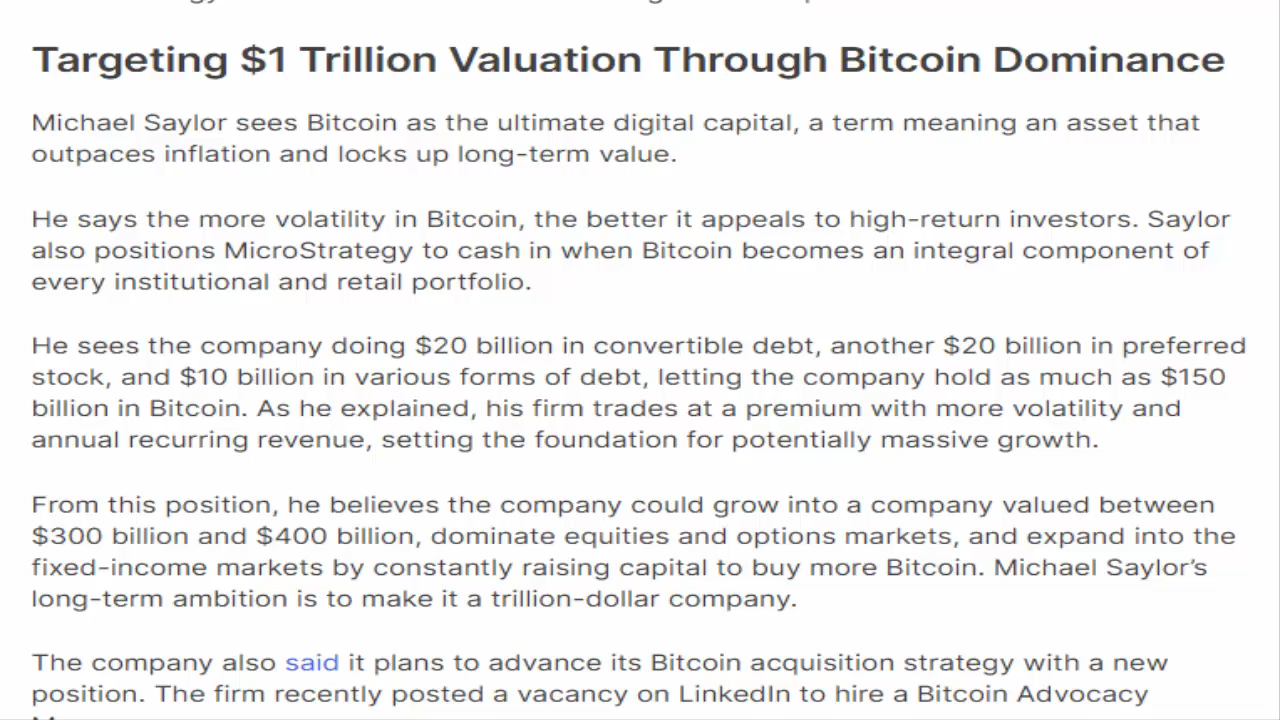 Targeting $1 Trillion Valuation Through Bitcoin Dominance
Michael Saylor sees Bitcoin as the ultimate digital capital, a term meaning an asset that
outpaces inflation and locks up long-term value.
He says the more volatility in Bitcoin, the better it appeals to high-return investors. Saylor
also positions MicroStrategy to cash in when Bitcoin becomes an integral component of
every institutional and retail portfolio.
He sees the company doing $20 billion in convertible debt, another $20 billion in preferred
stock, and $10 billion in various forms of debt, letting the company hold as much as $150
billion in Bitcoin. As he explained, his firm trades at a premium with more volatility and
annual recurring revenue, setting the foundation for potentially massive growth.
From this position, he believes the company could grow into a company valued between
$300 billion and $400 billion, dominate equities and options markets, and expand into the
fixed-income markets by constantly raising capital to buy more Bitcoin. Michael Saylor’s
long-term ambition is to make it a trillion-dollar company.
The company also said it plans to advance its Bitcoin acquisition strategy with a new
position. The firm recently posted a vacancy on LinkedIn to hire a Bitcoin Advocacy